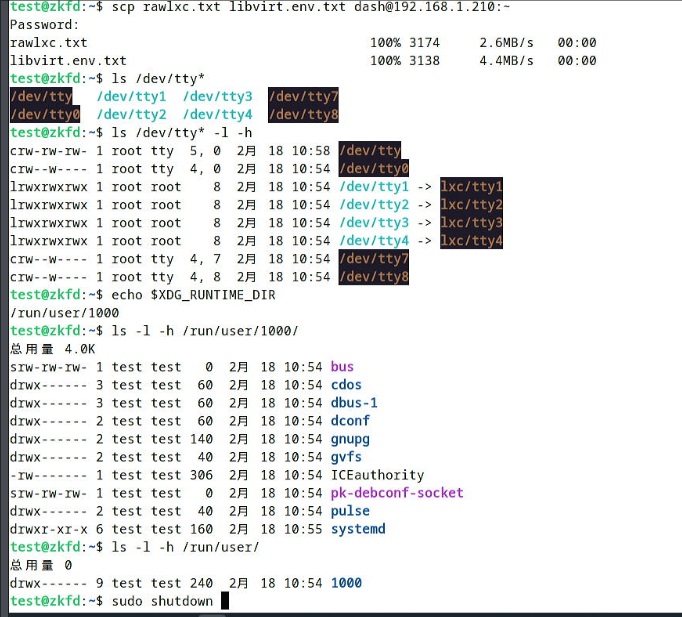 test@zkfd:~$ scp rawlxc.txt libvirt.env.txt dash@192.168.1.210:~
Password:
rawlxc.txt 100% 3174 2.6MB/s 00:00
libvirt.env.txt 100% 3138 4.4MB/s 00:00
test@zkfd:~$ ls /dev/tty*
/dev/tty /dev/tty1 /dev/tty3 /dev/tty7
/dev/tty0 /dev/tty2 /dev/tty4 /dev/tty8
test@zkfd:~$ ls /dev/tty* -l -h
crw-rw-rw- 1 root tty 5, 0 2月 18 10:58 /dev/tty
crw--w---- 1 root tty 4, 0 2月 18 10:54 /dev/tty0
lrwxrwxrwx 1 root root 8 2月 18 10:54 /dev/tty1 -> lxc/tty1
lrwxrwxrwx 1 root root 8 2月 18 10:54 /dev/tty2 -> lxc/tty2
lrwxrwxrwx 1 root root 8 2月 18 10:54 /dev/tty3 -> lxc/tty3
lrwxrwxrwx 1 root root 8 2月 18 10:54 /dev/tty4 -> lxc/tty4
crw--w---- 1 root tty 4, 7 2月 18 10:54 /dev/tty7
crw--w---- 1 root tty 4, 8 2月 18 10:54 /dev/tty8
test@zkfd:~$ echo $XDG_RUNTIME_DIR
/run/user/1000
test@zkfd:~$ ls -l -h /run/user/1000/
总用量 4.0K
srw-rw-rw- 1 test test 0 2月 18 10:54 bus
drwx------ 3 test test 60 2月 18 10:54 cdos
drwx------ 3 test test 60 2月 18 10:54 dbus-1
drwx------ 2 test test 60 2月 18 10:54 dconf
drwx------ 2 test test 140 2月 18 10:54 gnupg
drwx------ 2 test test 40 2月 18 10:54 gvfs
-rw------- 1 test test 306 2月 18 10:54 ICEauthority
srw-rw-rw- 1 test test 0 2月 18 10:54 pk-debconf-socket
drwx------ 2 test test 40 2月 18 10:54 pulse
drwxr-xr-x 6 test test 160 2月 18 10:55 systemd
test@zkfd:~$ ls -l -h /run/user/
总用量 0
drwx------ 9 test test 240 2月 18 10:54 1000
test@zkfd:~$ sudo shutdown